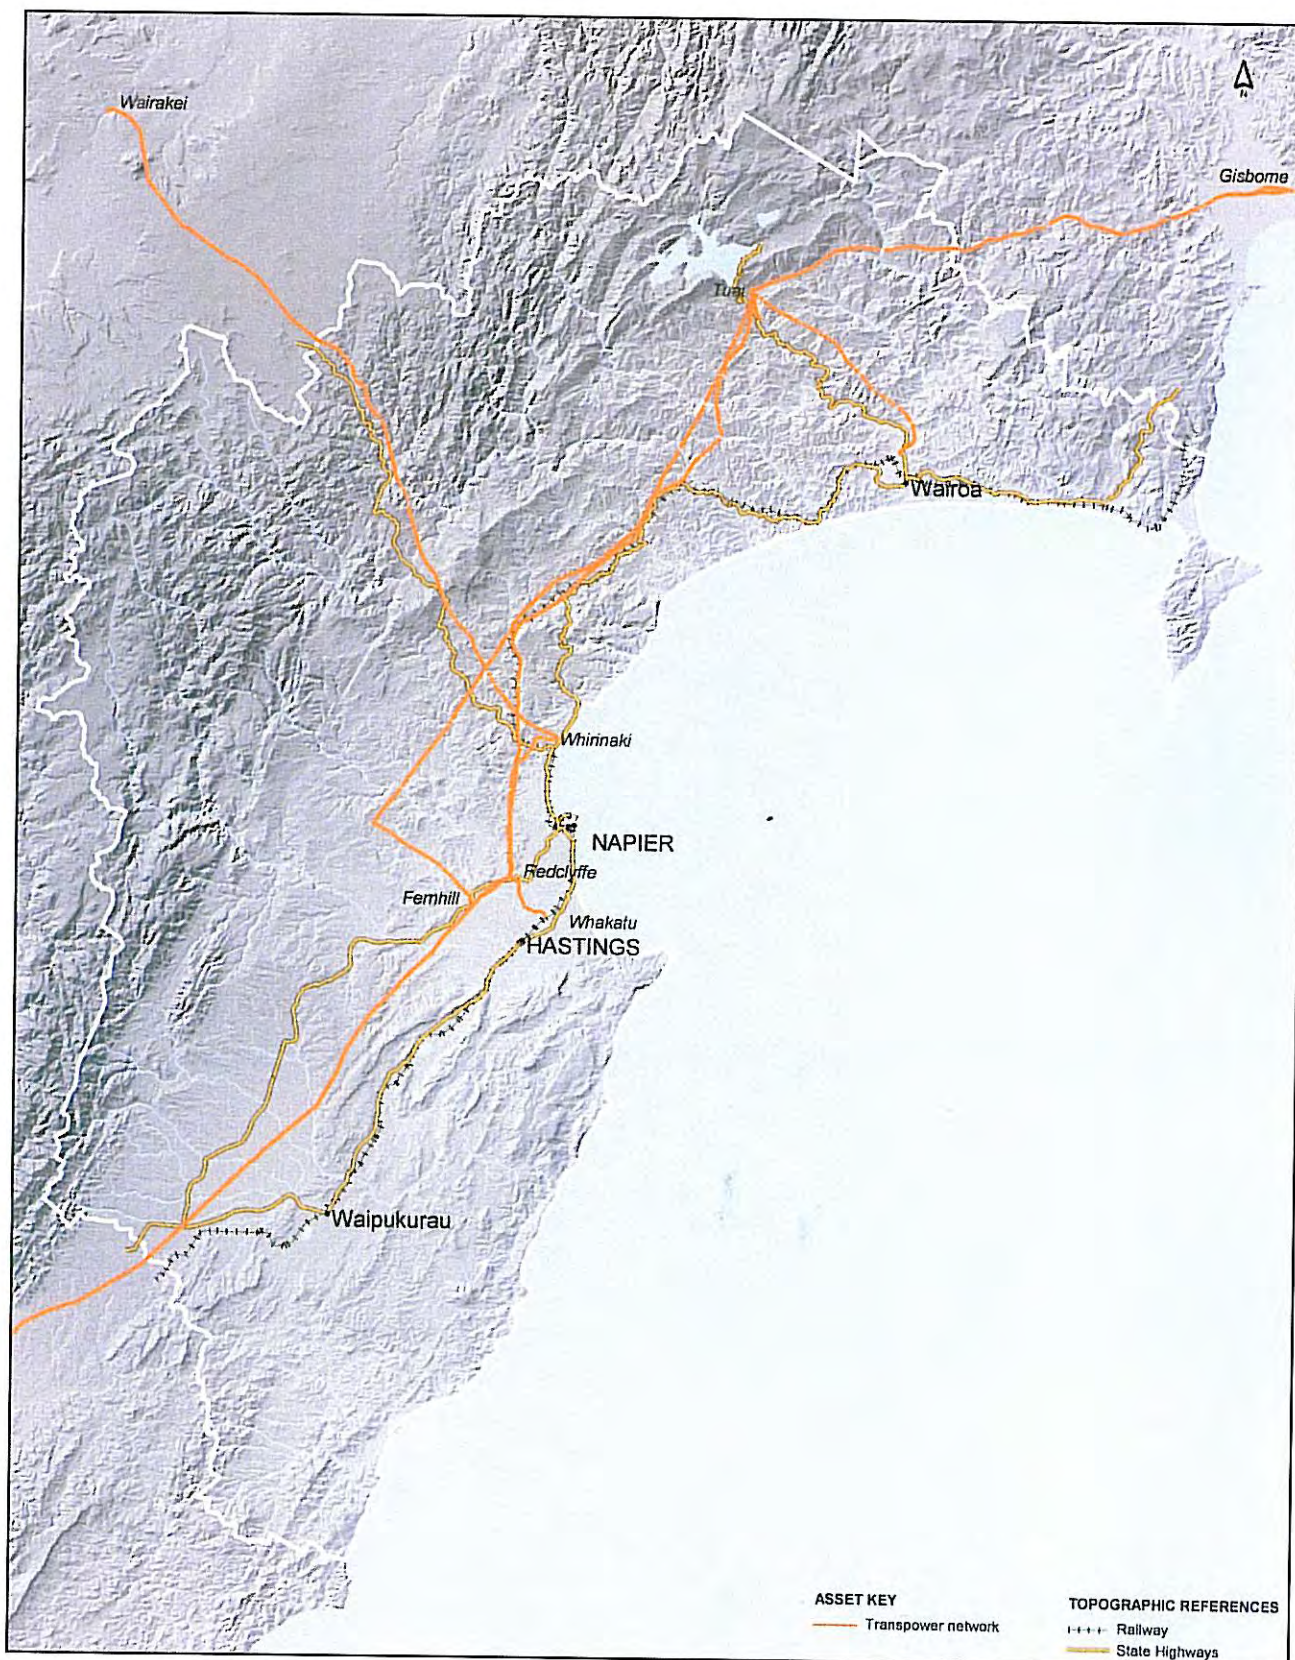 N
Wairakei
Gisborne
Tuai
Wairoa
Whirinaki
NAPIER
Redclyffe
Fernhill
Whakatu
HASTINGS
Waipukurau
ASSET KEY
Transpower network
TOPOGRAPHIC REFERENCES
Railway
State Highways